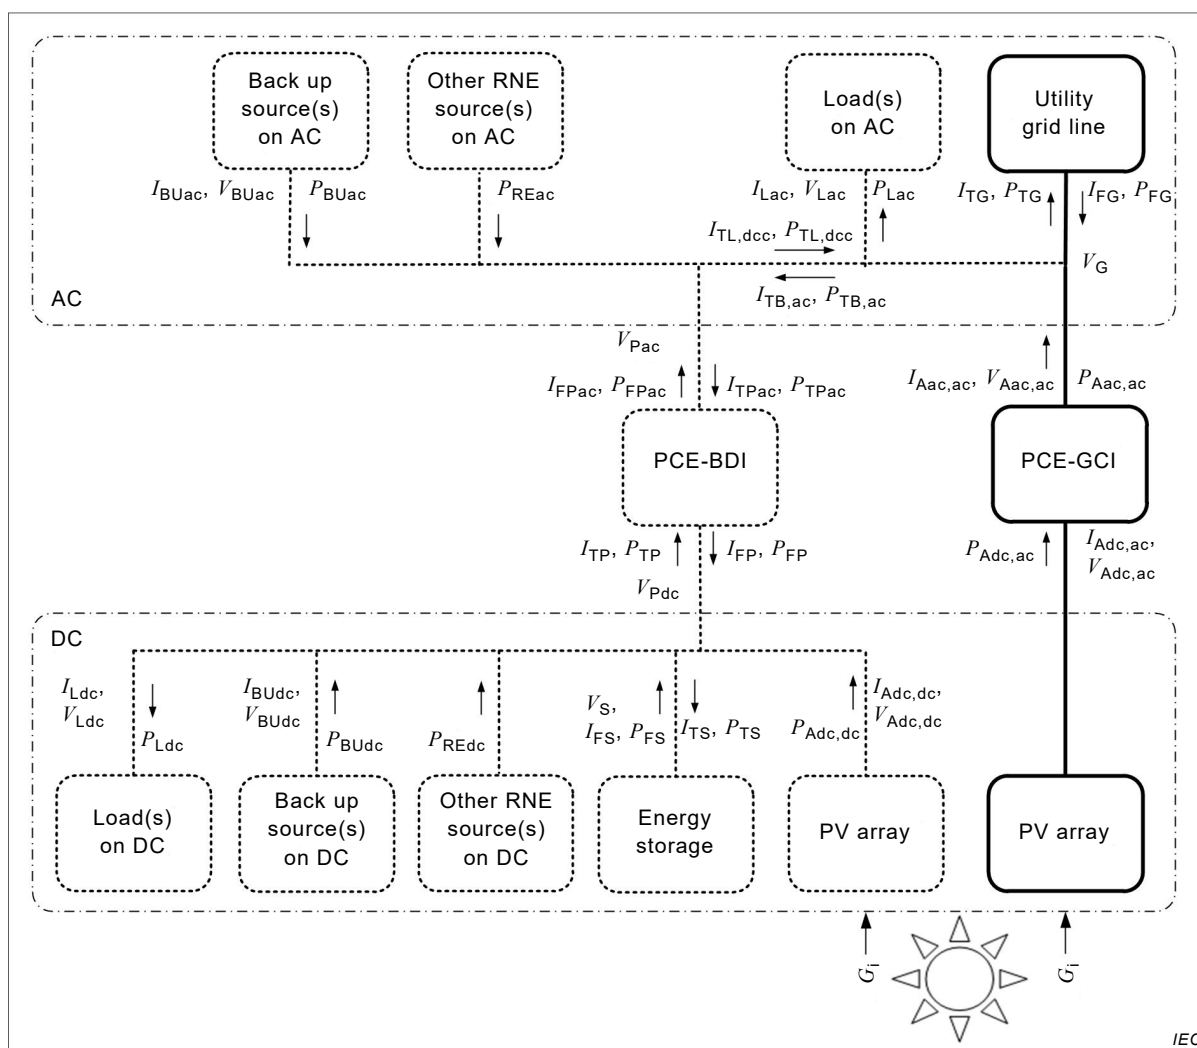 Back up
source(s)
on AC
Other RNE
source(s)
on AC
Load(s)
on AC
Utility
grid line
I_BUac, V_BUac
P_BUac
P_REac
I_Lac, V_Lac
P_Lac
I_TG, P_TG
I_FG, P_FG
I_TL,dcc, P_TL,dcc
V_G
AC
I_TB,ac, P_TB,ac
V_Pac
I_FPac, P_FPac
I_TPac, P_TPac
I_Aac,ac, V_Aac,ac
P_Aac,ac
PCE-BDI
PCE-GCI
I_TP, P_TP
I_FP, P_FP
V_Pdc
P_Adc,ac
I_Adc,ac,
V_Adc,ac
DC
I_Ldc,
V_Ldc
P_Ldc
I_BUdc,
V_BUdc
P_BUdc
P_REdc
V_S,
I_FS, P_FS
I_TS, P_TS
P_Adc,dc
I_Adc,dc,
V_Adc,dc
Load(s)
on DC
Back up
source(s)
on DC
Other RNE
source(s)
on DC
Energy
storage
PV array
PV array
G_i
G_i
IEC